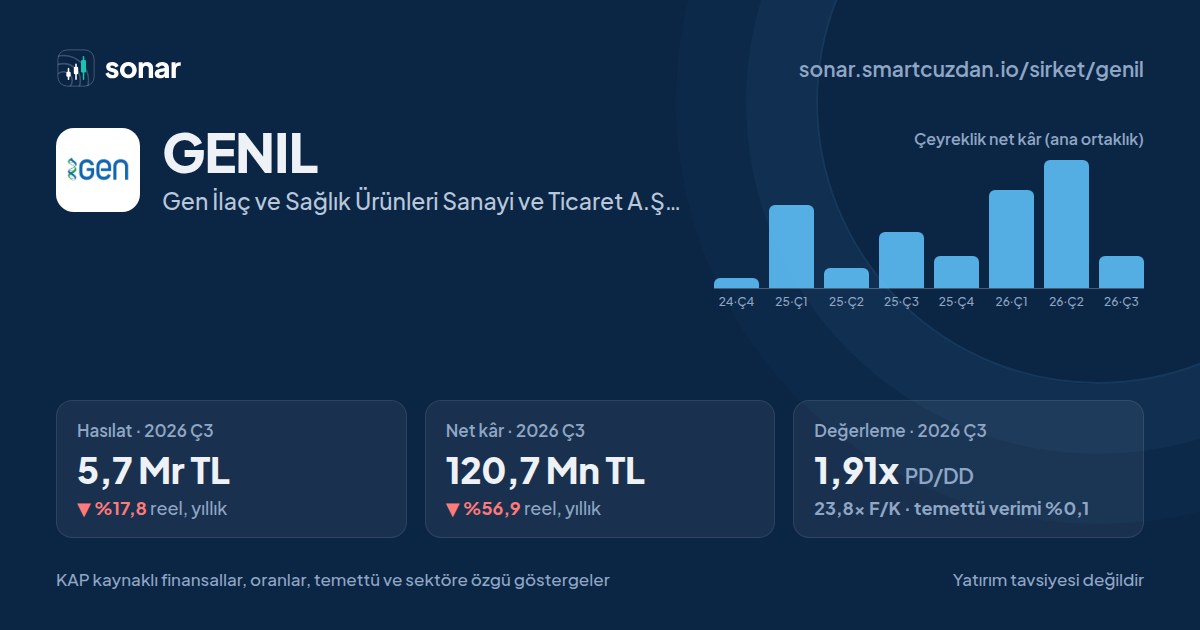 sonar
sonar.smartcuzdan.io/sirket/genil
Gen
GENIL
Gen İlaç ve Sağlık Ürünleri Sanayi ve Ticaret A.Ş...
Çeyreklik net kâr (ana ortaklık)
24·Ç4 25·Ç1 25·Ç2 25·Ç3 25·Ç4 26·Ç1 26·Ç2 26·Ç3
Hasılat · 2026 Ç3
5,7 Mr TL
▼ %17,8 reel, yıllık
Net kâr · 2026 Ç3
120,7 Mn TL
▼ %56,9 reel, yıllık
Değerleme · 2026 Ç3
1,91x PD/DD
23,8× F/K · temettü verimi %0,1
KAP kaynaklı finansallar, oranlar, temettü ve sektöre özgü göstergeler
Yatırım tavsiyesi değildir